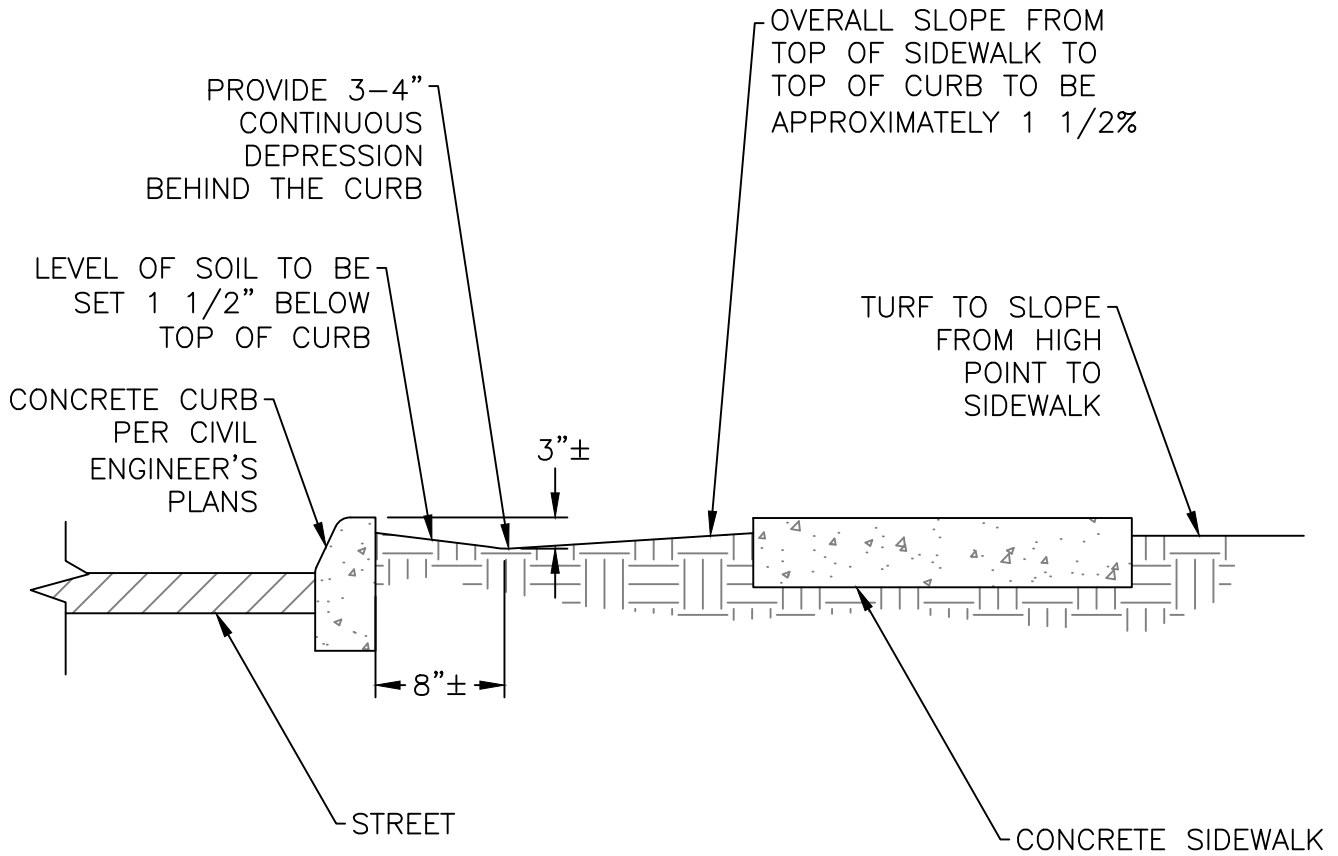 OVERALL SLOPE FROM
TOP OF SIDEWALK TO
TOP OF CURB TO BE
APPROXIMATELY 1 1/2%
PROVIDE 3-4"
CONTINUOUS
DEPRESSION
BEHIND THE CURB
LEVEL OF SOIL TO BE
SET 1 1/2" BELOW
TOP OF CURB
TURF TO SLOPE
FROM HIGH
POINT TO
SIDEWALK
CONCRETE CURB
PER CIVIL
ENGINEER'S
PLANS
3"±
8"±
STREET
CONCRETE SIDEWALK